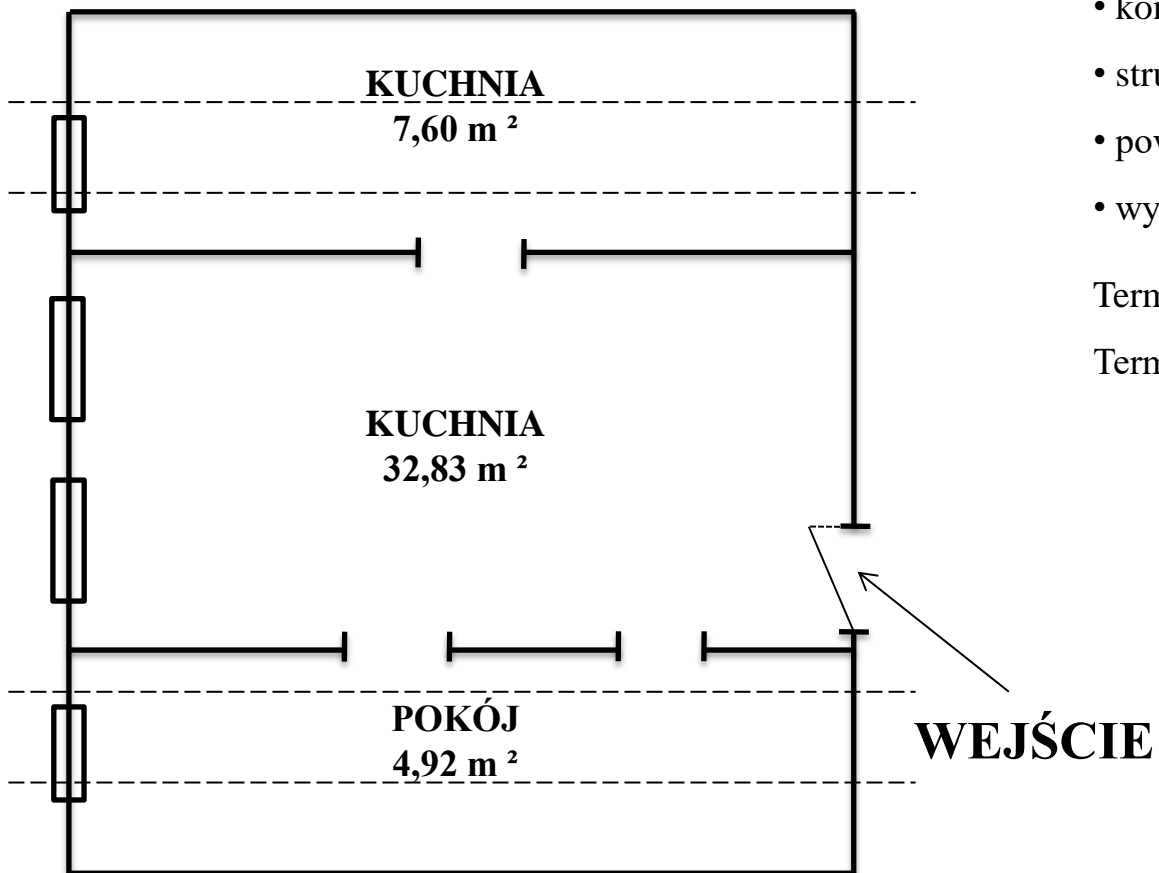 KUCHNIA
7,60 m ²
KUCHNIA
32,83 m ²
POKÓJ
4,92 m ²
WEJŚCIE